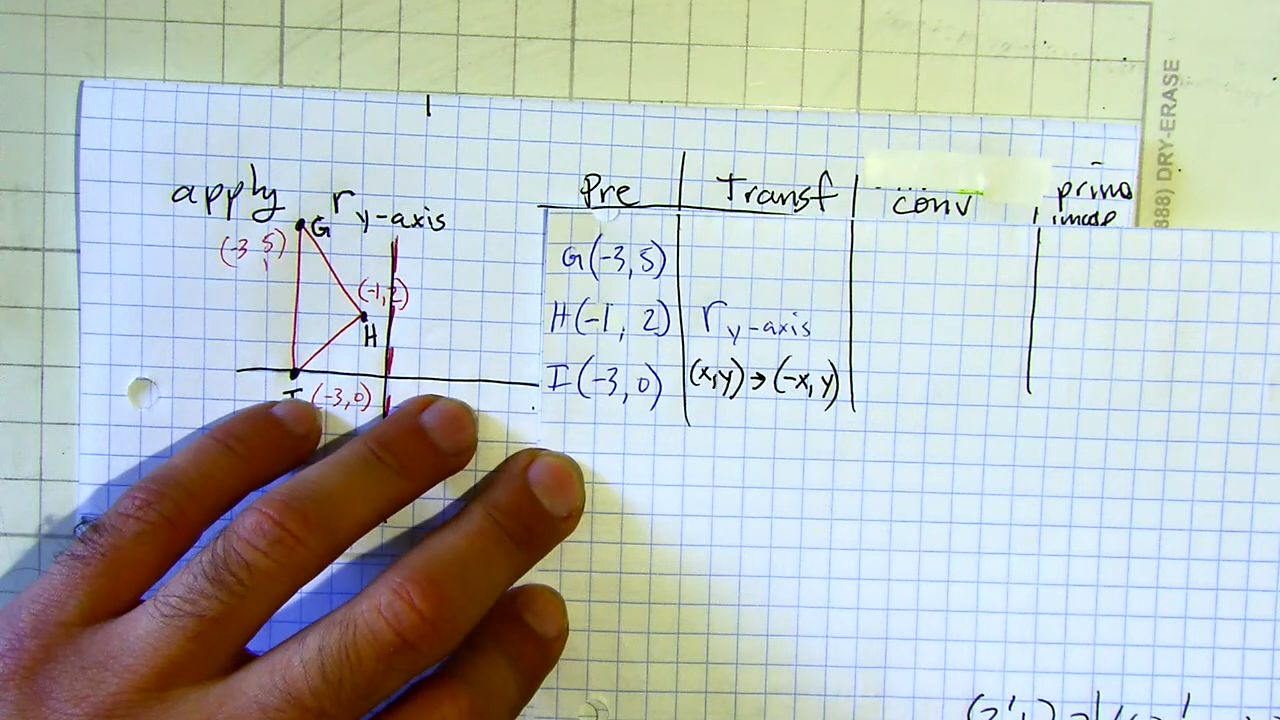 apply r y-axis
G
(-3, 5)
(-1, 2)
H
I (-3, 0)
Pre Transf conv
G(-3, 5)
H(-1, 2) r y-axis
I(-3, 0) (x,y) → (-x, y)
888) DRY-ERASE